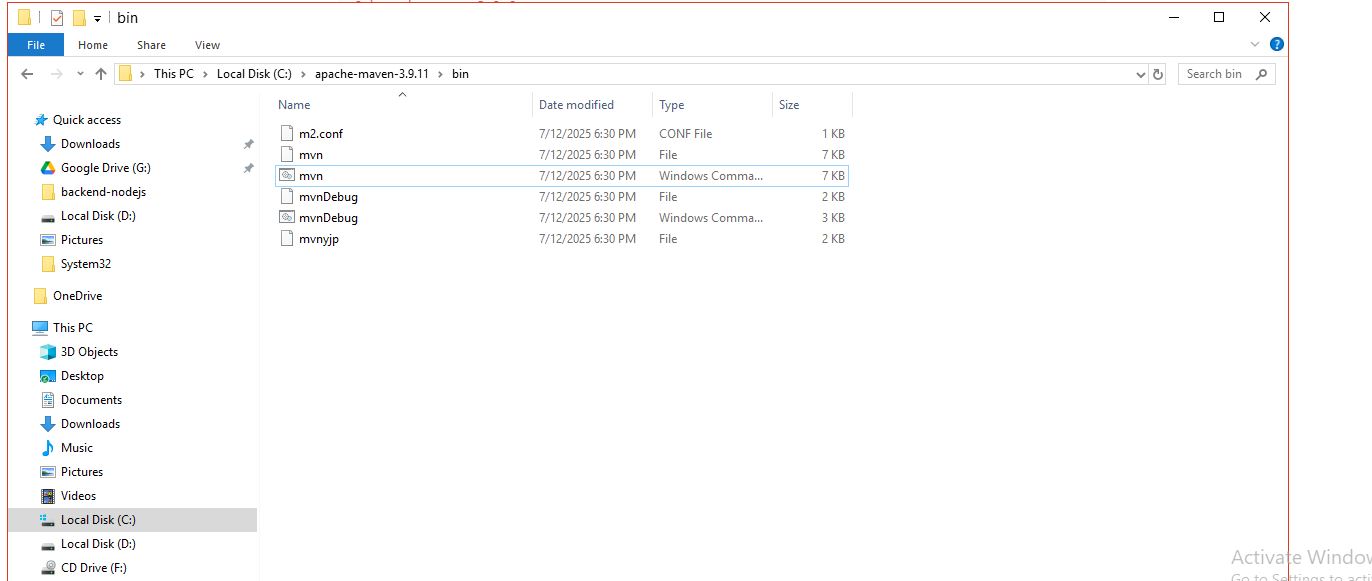 bin
File Home Share View
This PC Local Disk (C:) apache-maven-3.9.11 bin Search bin
Name Date modified Type Size
Quick access
Downloads
Google Drive (G:)
backend-nodejs
Local Disk (D:)
Pictures
System32
OneDrive
This PC
3D Objects
Desktop
Documents
Downloads
Music
Pictures
Videos
Local Disk (C:)
Local Disk (D:)
CD Drive (F:)
m2.conf 7/12/2025 6:30 PM CONF File 1 KB
mvn 7/12/2025 6:30 PM File 7 KB
mvn 7/12/2025 6:30 PM Windows Comma... 7 KB
mvnDebug 7/12/2025 6:30 PM File 2 KB
mvnDebug 7/12/2025 6:30 PM Windows Comma... 3 KB
mvnyjp 7/12/2025 6:30 PM File 2 KB
Activate Windo
Go to Settings to acti